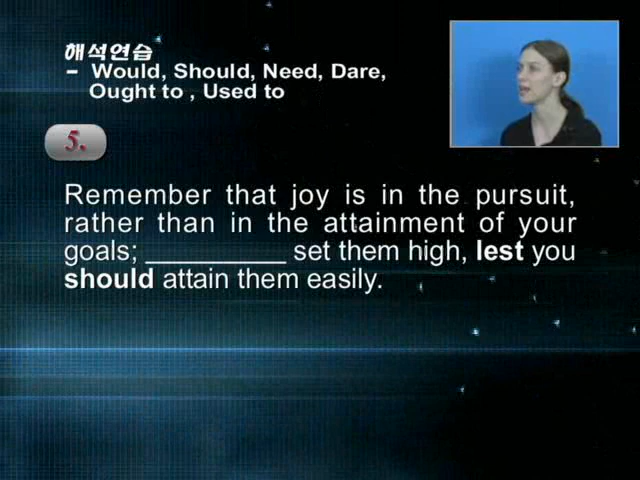 해석연습
- Would, Should, Need, Dare,
Ought to , Used to
5.
Remember that joy is in the pursuit,
rather than in the attainment of your
goals; __________ set them high, lest you
should attain them easily.